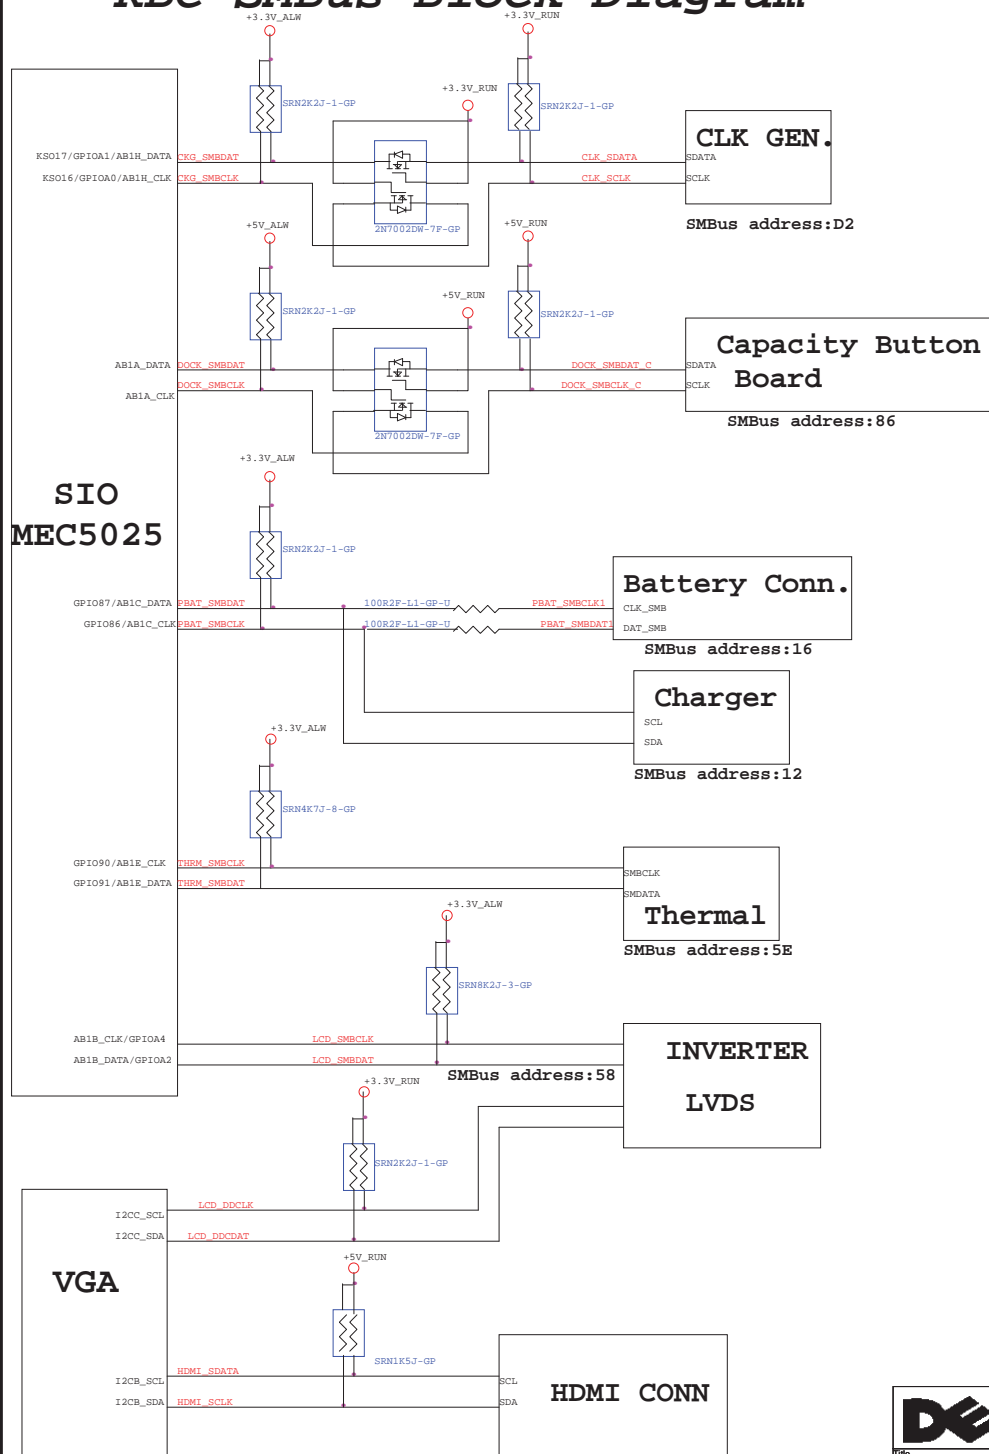 KBC SMBus Block Diagram
+3.3V_ALW
+3.3V_RUN
+3.3V_RUN
SRN2K2J-1-GP
SRN2K2J-1-GP
CLK GEN.
KSO17/GPIOA1/AB1H_DATA CKG_SMBDAT
CLK_SDATA
SDATA
KSO16/GPIOA0/AB1H_CLK CKG_SMBCLK
CLK_SCLK
SCLK
2N7002DW-7F-GP
SMBus address:D2
+5V_ALW
+5V_RUN
+5V_RUN
SRN2K2J-1-GP
SRN2K2J-1-GP
Capacity Button
Board
AB1A_DATA DOCK_SMBDAT
DOCK_SMBDAT_C
SDATA
AB1A_CLK DOCK_SMBCLK
DOCK_SMBCLK_C
SCLK
2N7002DW-7F-GP
SMBus address:86
+3.3V_ALW
SIO
MEC5025
SRN2K2J-1-GP
Battery Conn.
GPIO87/AB1C_DATA PBAT_SMBDAT
100R2F-L1-GP-U
PBAT_SMBCLK1
CLK_SMB
GPIO86/AB1C_CLK PBAT_SMBCLK
100R2F-L1-GP-U
PBAT_SMBDAT1
DAT_SMB
SMBus address:16
Charger
SCL
SDA
SMBus address:12
+3.3V_ALW
SRN4K7J-8-GP
GPIO90/AB1E_CLK THRM_SMBCLK
SMBCLK
GPIO91/AB1E_DATA THRM_SMBDAT
SMDATA
Thermal
SMBus address:5E
+3.3V_ALW
SRN8K2J-3-GP
AB1B_CLK/GPIOA4
LCD_SMBCLK
AB1B_DATA/GPIOA2
LCD_SMBDAT
INVERTER
SMBus address:58
LVDS
+3.3V_RUN
SRN2K2J-1-GP
I2CC_SCL
LCD_DDCLK
I2CC_SDA
LCD_DDCDAT
VGA
+5V_RUN
SRN1K5J-GP
I2CB_SCL HDMI_SDATA
SCL
I2CB_SDA HDMI_SCLK
SDA
HDMI CONN
DE
Title